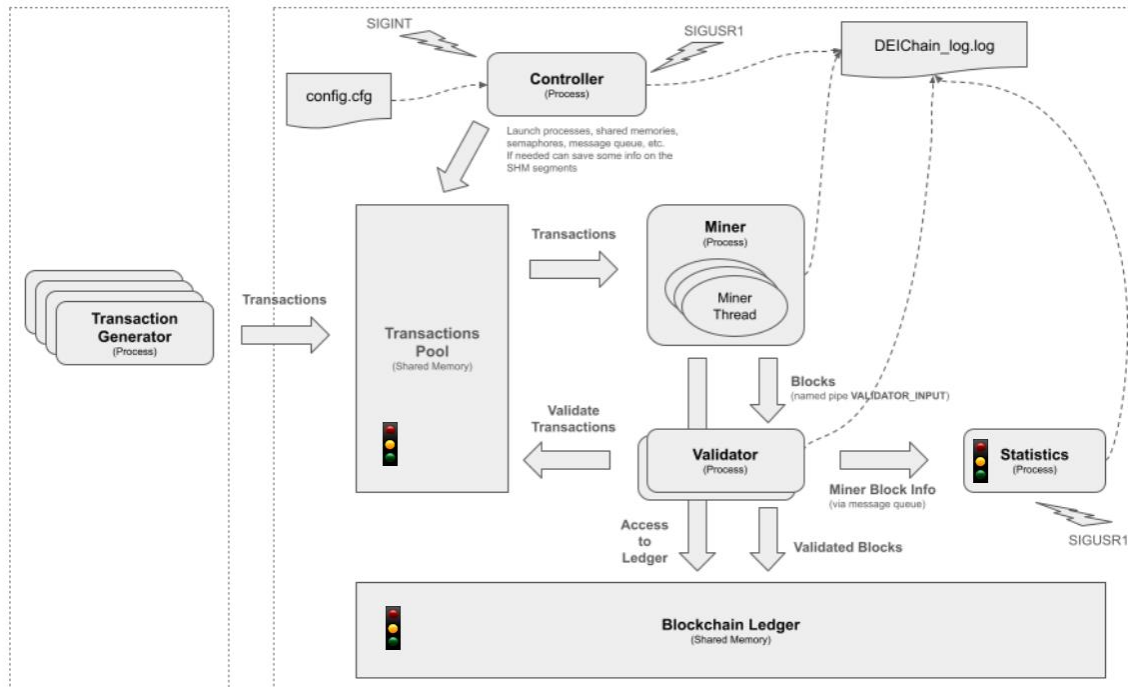 SIGINT
SIGUSR1
DEIChain_log.log
config.cfg
Controller
(Process)
Launch processes, shared memories,
semaphores, message queue, etc.
If needed can save some info on the
SHM segments
Transactions
Miner
(Process)
Miner
Thread
Transactions
Transaction
Generator
(Process)
Transactions
Pool
(Shared Memory)
Blocks
(named pipe VALIDATOR_INPUT)
Validate
Transactions
Validator
(Process)
Statistics
(Process)
Miner Block Info
(via message queue)
SIGUSR1
Access
to
Ledger
Validated Blocks
Blockchain Ledger
(Shared Memory)